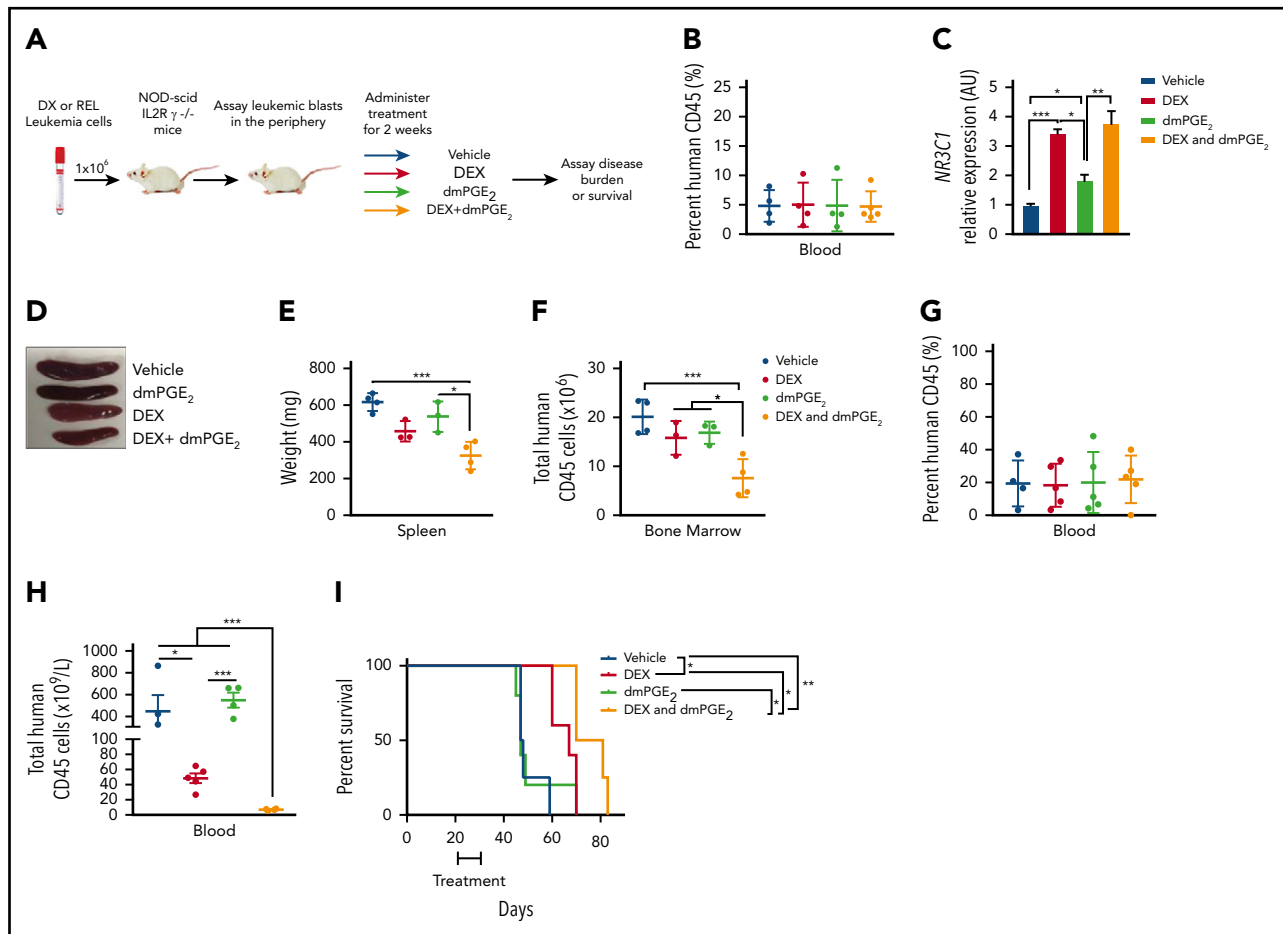 A
DX or REL
Leukemia cells
1x10⁶
NOD-scid
IL2R γ -/-
mice
Assay leukemic blasts
in the periphery
Administer
treatment
for 2 weeks
Vehicle
DEX
dmPGE₂
DEX+dmPGE₂
Assay disease
burden
or survival
B
Percent human CD45 (%)
25
20
15
10
5
0
Blood
C
NR3C1
relative expression (AU)
5
4
3
2
1
0
*
**
***
*
Vehicle
DEX
dmPGE₂
DEX and dmPGE₂
D
Vehicle
dmPGE₂
DEX
DEX+ dmPGE₂
E
Weight (mg)
800
600
400
200
0
***
*
Spleen
F
Total human
CD45 cells (x10⁶)
30
20
10
0
***
*
Bone Marrow
Vehicle
DEX
dmPGE₂
DEX and dmPGE₂
G
Percent human CD45 (%)
100
80
60
40
20
0
Blood
H
Total human
CD45 cells (x10⁹/L)
1000
800
600
400
200
100
80
60
40
20
0
***
*
***
Blood
I
Percent survival
100
50
0
0
20
40
60
80
Treatment
Days
Vehicle
DEX
dmPGE₂
DEX and dmPGE₂
*
*
*
**